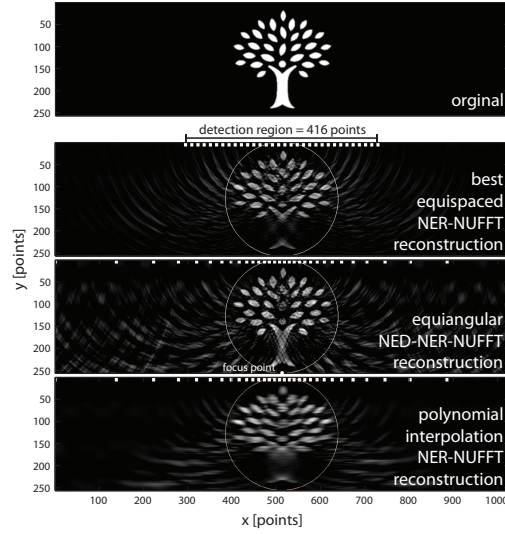 50
100
150
200
250
orginal
detection region = 416 points
50
100
150
200
250
best
equispaced
NER-NUFFT
reconstruction
50
100
150
200
250
equiangular
NED-NER-NUFFT
reconstruction
focus point
50
100
150
200
250
polynomial
interpolation
NER-NUFFT
reconstruction
y [points]
100 200 300 400 500 600 700 800 900 1000
x [points]